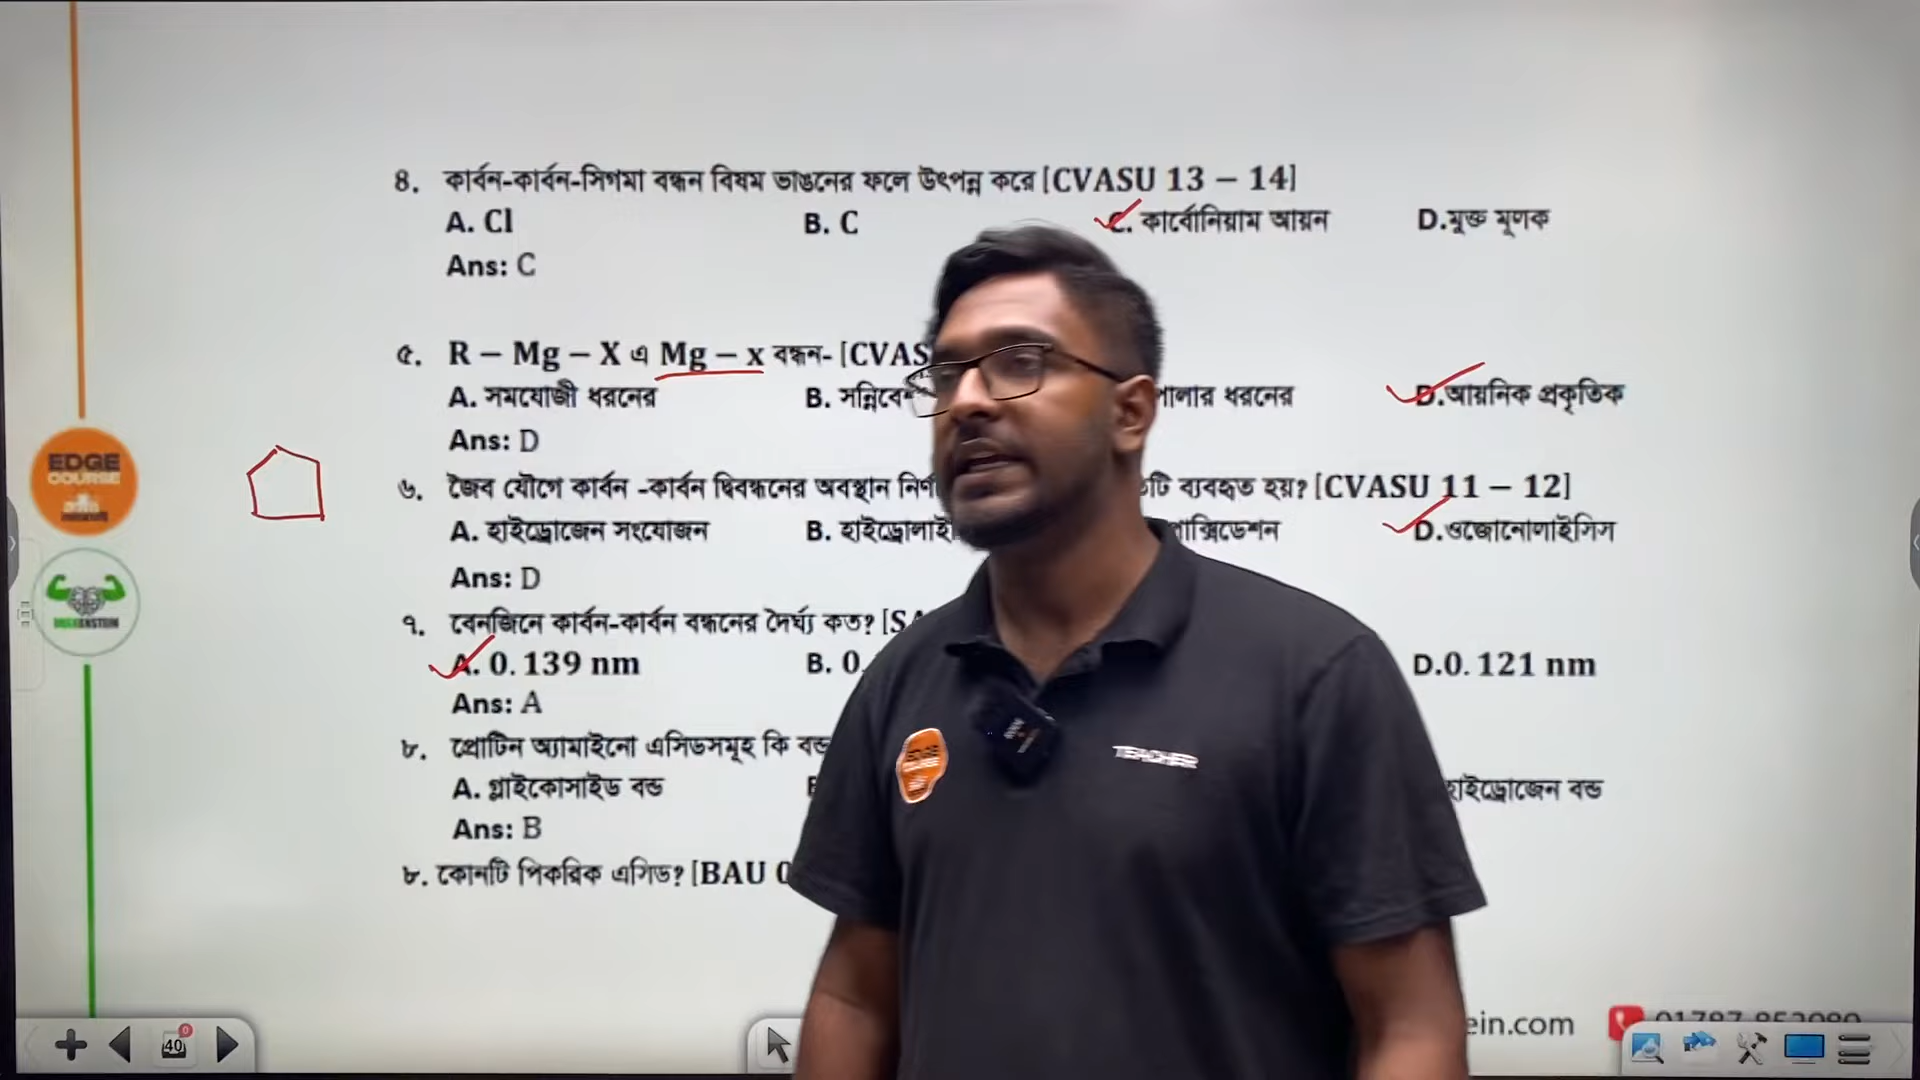 ৪. কার্বন-কার্বন-সিগমা বন্ধন বিষম ভাঙনের ফলে উৎপন্ন করে [CVASU 13 – 14]
A. Cl B. C C. কার্বোনিয়াম আয়ন D.মুক্ত মূলক
Ans: C
৫. R – Mg – X এ Mg – x বন্ধন- [CVAS
A. সমযোজী ধরনের B. সন্নিবে ধরনের D.আয়নিক প্রকৃতিক
Ans: D
৬. জৈব যৌগে কার্বন -কার্বন দ্বিবন্ধনের অবস্থান নির্ণ টি ব্যবহৃত হয়? [CVASU 11 – 12]
A. হাইড্রোজেন সংযোজন B. হাইড্রোলাই D.ওজোনোলাইসিস
Ans: D
৭. বেনজিনে কার্বন-কার্বন বন্ধনের দৈর্ঘ্য কত? [SA
A. 0.139 nm B. 0. D.0.121 nm
Ans: A
৮. প্রোটিন অ্যামাইনো এসিডসমূহ কি বন্ড
A. গ্লাইকোসাইড বন্ড হাইড্রোজেন বন্ড
Ans: B
৮. কোনটি পিকরিক এসিড? [BAU 0
EDGE
COURSE
EDGE
COURSE
TEACHER
ein.com
40
0